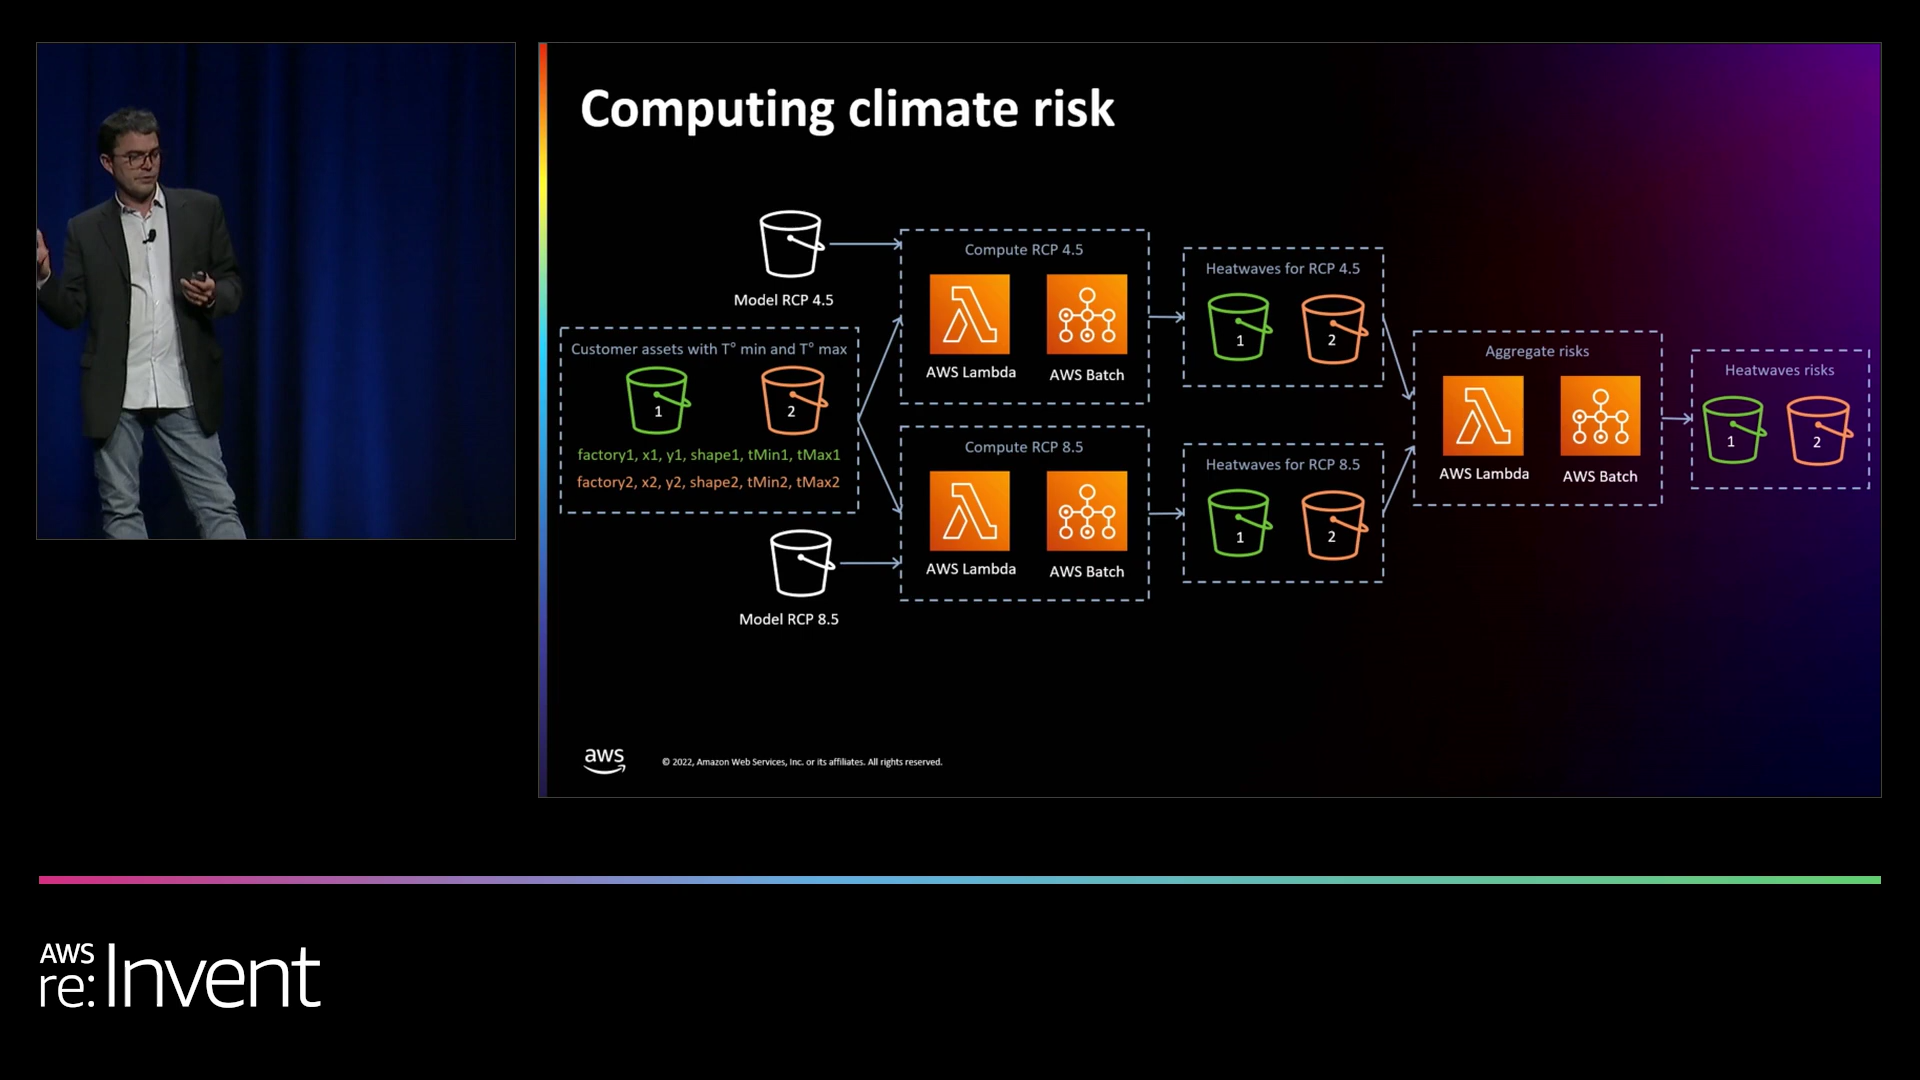 Computing climate risk
Model RCP 4.5
Customer assets with T° min and T° max
1
2
factory1, x1, y1, shape1, tMin1, tMax1
factory2, x2, y2, shape2, tMin2, tMax2
Model RCP 8.5
Compute RCP 4.5
AWS Lambda
AWS Batch
Compute RCP 8.5
AWS Lambda
AWS Batch
Heatwaves for RCP 4.5
1
2
Heatwaves for RCP 8.5
1
2
Aggregate risks
AWS Lambda
AWS Batch
Heatwaves risks
1
2
aws
© 2022, Amazon Web Services, Inc. or its affiliates. All rights reserved.
AWS
re:Invent